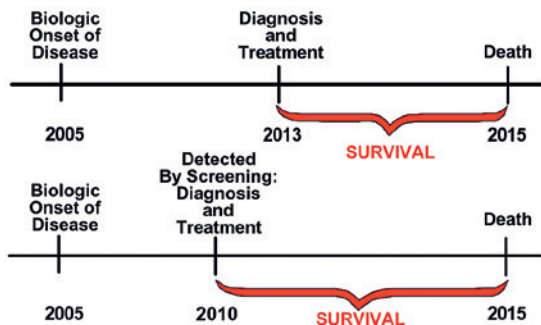 Biologic
Onset of
Disease
Diagnosis
and
Treatment
Death
2005
2013
2015
SURVIVAL
Biologic
Onset of
Disease
Detected
By Screening:
Diagnosis
and
Treatment
Death
2005
2010
2015
SURVIVAL